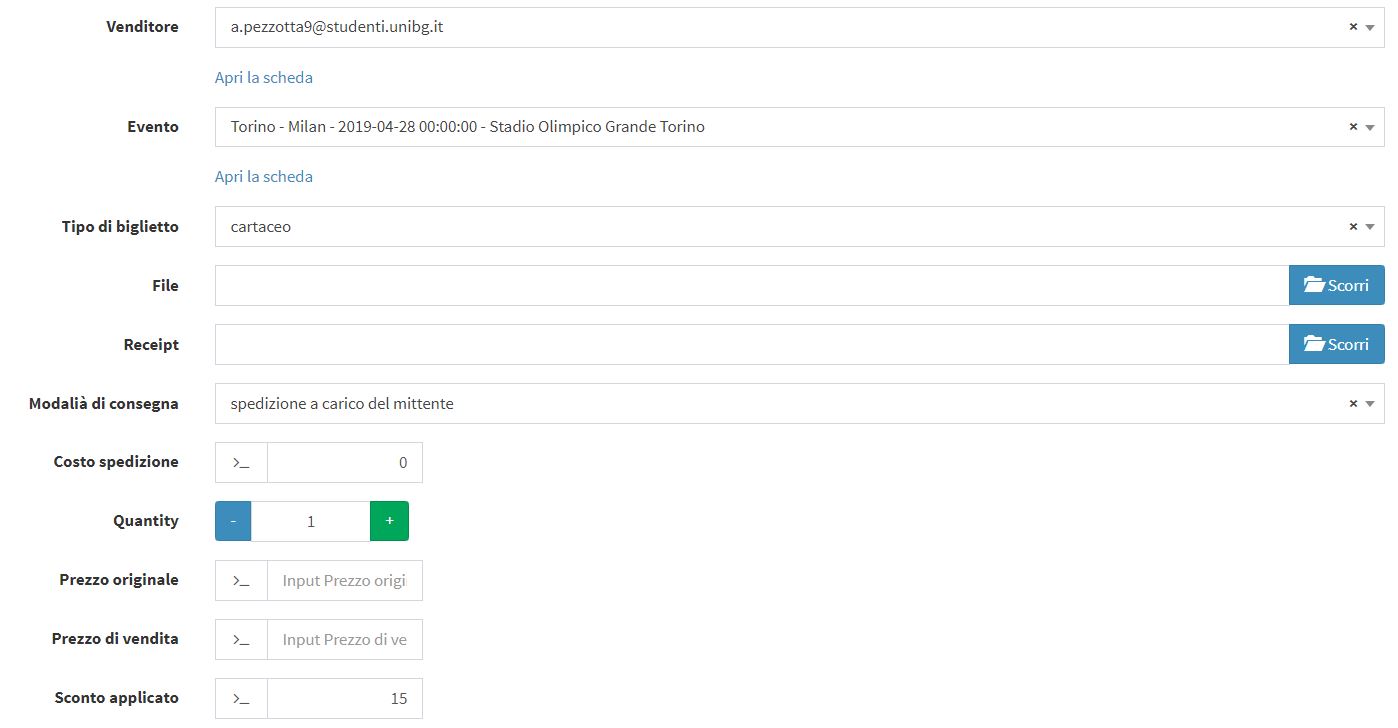 Venditore a.pezzotta9@studenti.unibg.it ×
Apri la scheda
Evento Torino - Milan - 2019-04-28 00:00:00 - Stadio Olimpico Grande Torino ×
Apri la scheda
Tipo di biglietto cartaceo ×
File Scorri
Receipt Scorri
Modalià di consegna spedizione a carico del mittente ×
Costo spedizione >_ 0
Quantity - 1 +
Prezzo originale >_ Input Prezzo origi
Prezzo di vendita >_ Input Prezzo di ve
Sconto applicato >_ 15